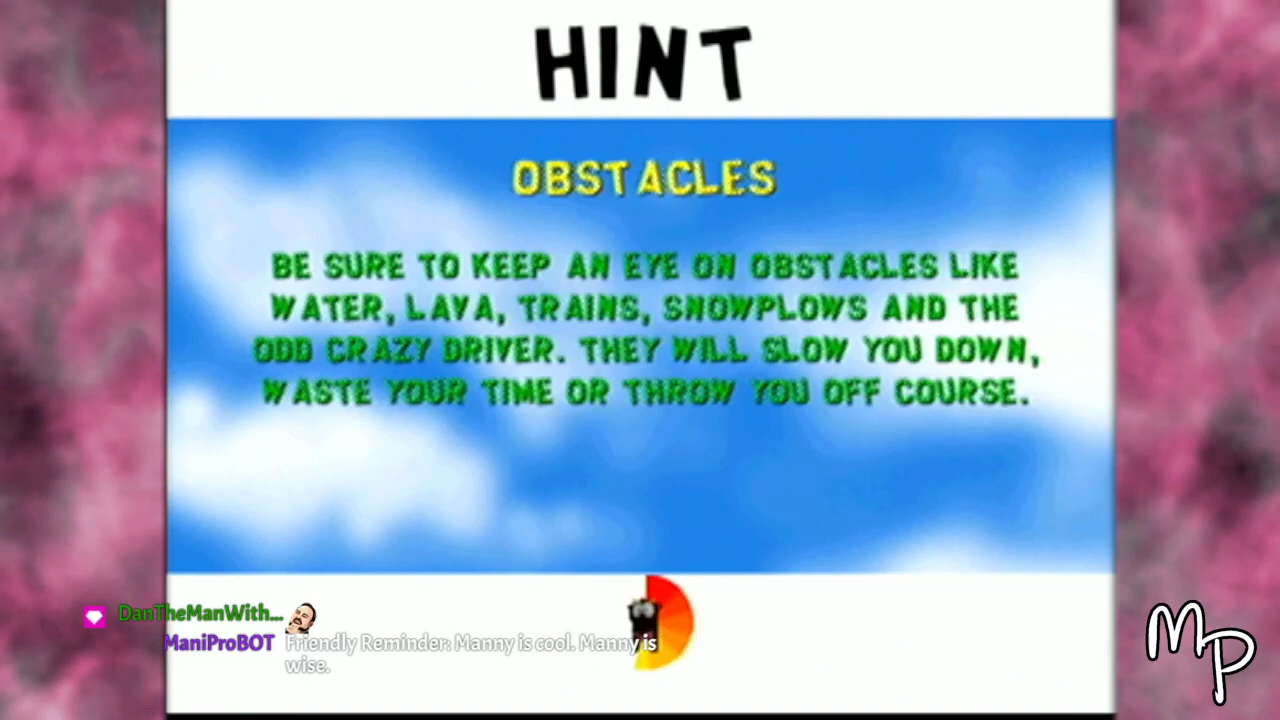 HINT
OBSTACLES
BE SURE TO KEEP AN EYE ON OBSTACLES LIKE
WATER, LAVA, TRAINS, SNOWPLOWS AND THE
ODD CRAZY DRIVER. THEY WILL SLOW YOU DOWN,
WASTE YOUR TIME OR THROW YOU OFF COURSE.
DanTheManWith...
ManiProBOT Friendly Reminder: Manny is cool. Manny is
wise.
MP